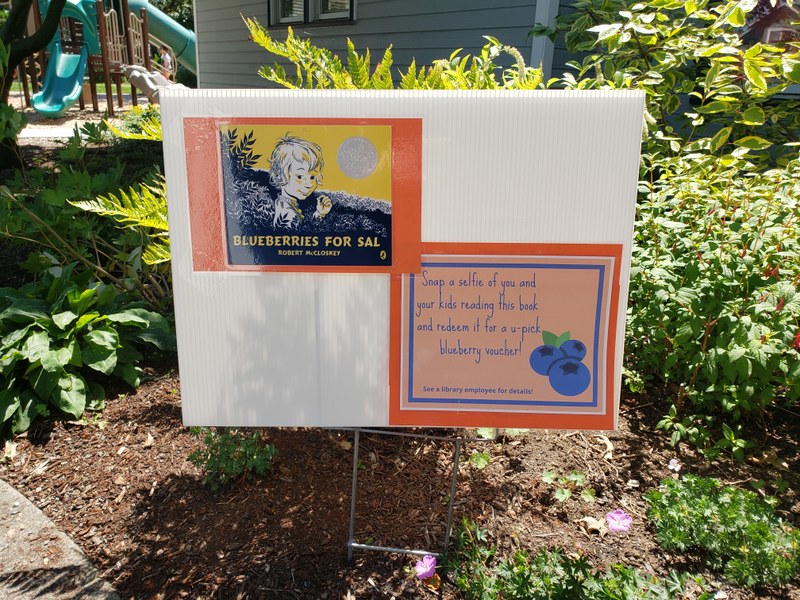 BLUEBERRIES FOR SAL
ROBERT McCLOSKEY
Snap a selfie of you and
your kids reading this book
and redeem it for a u-pick
blueberry voucher!
See a library employee for details!